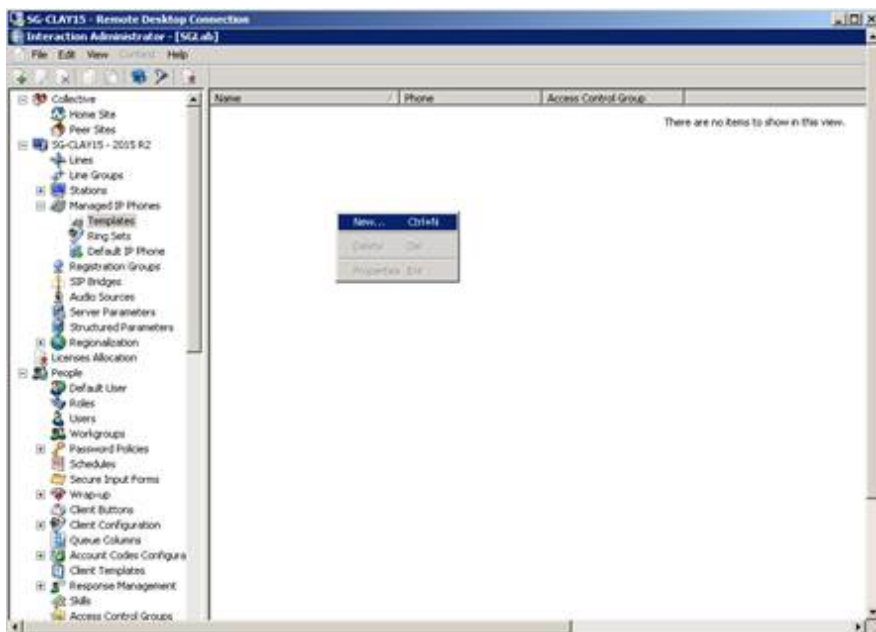 SG-CLAY15 - Remote Desktop Connection
Interaction Administrator - [SGLab]
File Edit View Context Help
Name / Phone Access Control Group
There are no items to show in this view.
Collective
Home Site
Peer Sites
SG-CLAY15 - 2015 R2
Lines
Line Groups
Stations
Managed IP Phones
Templates
Ring Sets
Default IP Phone
Registration Groups
SIP Bridges
Audio Sources
Server Parameters
Structured Parameters
Regionalization
Licenses Allocation
People
Default User
Roles
Users
Workgroups
Password Policies
Schedules
Secure Input Forms
Wrap-up
Client Buttons
Client Configuration
Queue Columns
Account Codes Configura
Client Templates
Response Management
Skills
Access Control Groups
New... Ctrl+N
Delete Del
Properties Ent